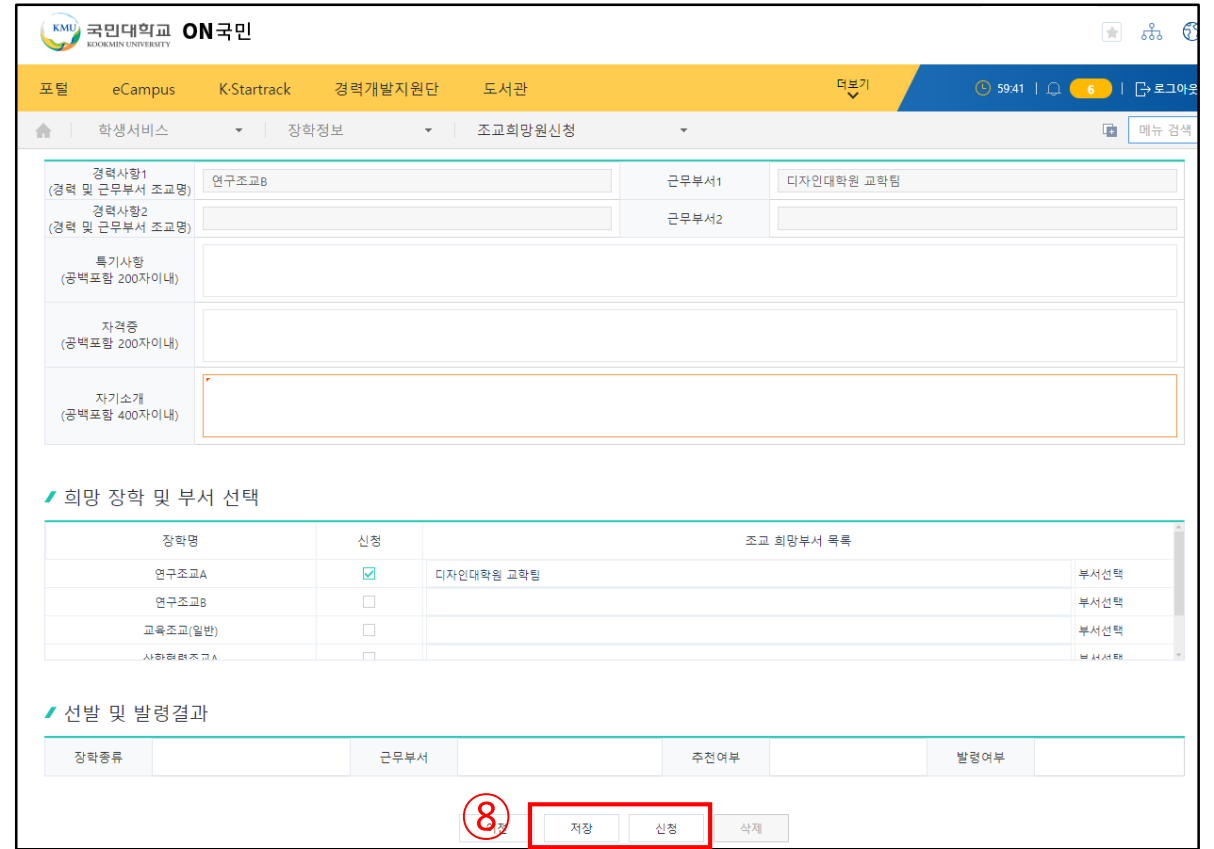 KMU 국민대학교 ON국민
KOOKMIN UNIVERSITY
포털 eCampus K·Startrack 경력개발지원단 도서관 더보기 59:41 6 로그아웃
학생서비스 장학정보 조교희망원신청 메뉴 검색
경력사항1
(경력 및 근무부서 조교명)
연구조교B
근무부서1
디자인대학원 교학팀
경력사항2
(경력 및 근무부서 조교명)
근무부서2
특기사항
(공백포함 200자이내)
자격증
(공백포함 200자이내)
자기소개
(공백포함 400자이내)
희망 장학 및 부서 선택
장학명 신청 조교 희망부서 목록
연구조교A 디자인대학원 교학팀 부서선택
연구조교B 부서선택
교육조교(일반) 부서선택
산학협력조교A 부서선택
선발 및 발령결과
장학종류 근무부서 추천여부 발령여부
⑧ 이전 저장 신청 삭제